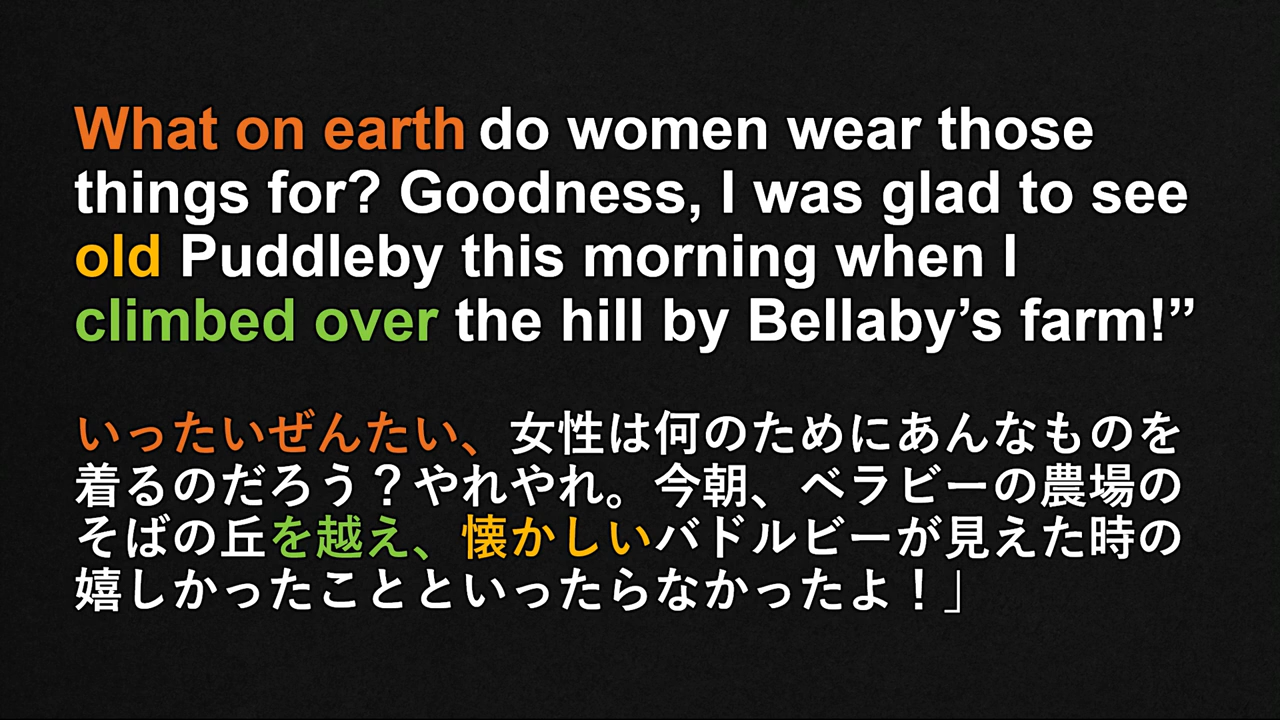 What on earth do women wear those
things for? Goodness, I was glad to see
old Puddleby this morning when I
climbed over the hill by Bellaby’s farm!”
いったいぜんたい、女性は何のためにあんなものを
着るのだろう？やれやれ。今朝、ベラビーの農場の
そばの丘を越え、懐かしいバドルビーが見えた時の
嬉しかったことといったらなかったよ！」